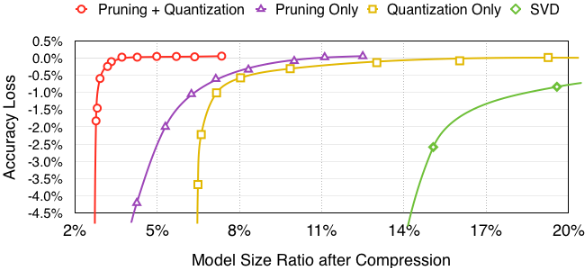 Pruning + Quantization Pruning Only Quantization Only SVD
0.5%
0.0%
-0.5%
-1.0%
-1.5%
-2.0%
-2.5%
-3.0%
-3.5%
-4.0%
-4.5%
Accuracy Loss
2% 5% 8% 11% 14% 17% 20%
Model Size Ratio after Compression